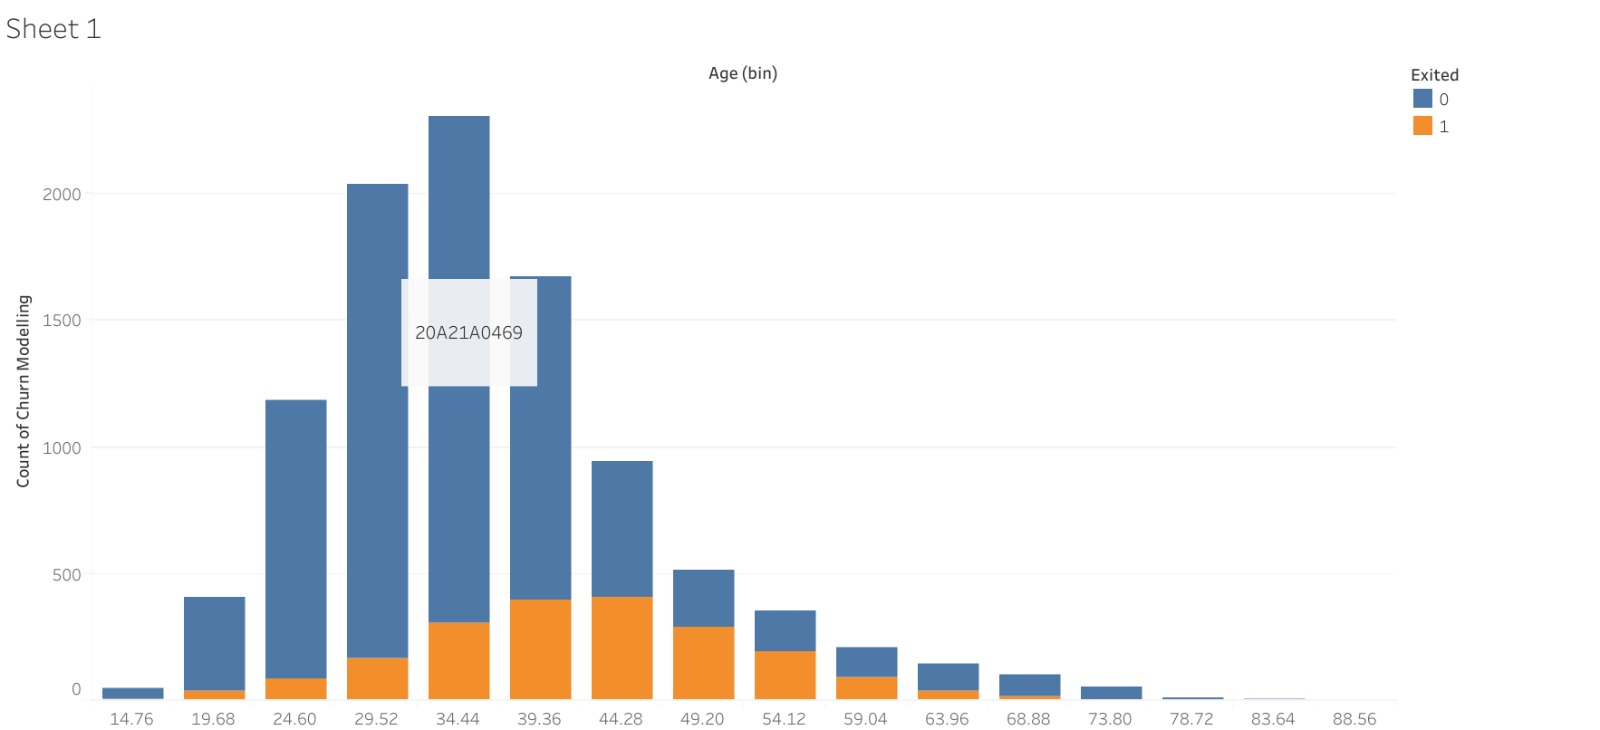 Sheet 1
Age (bin)
Exited
0
1
Count of Churn Modelling
2000
1500
1000
500
0
20A21A0469
14.76 19.68 24.60 29.52 34.44 39.36 44.28 49.20 54.12 59.04 63.96 68.88 73.80 78.72 83.64 88.56